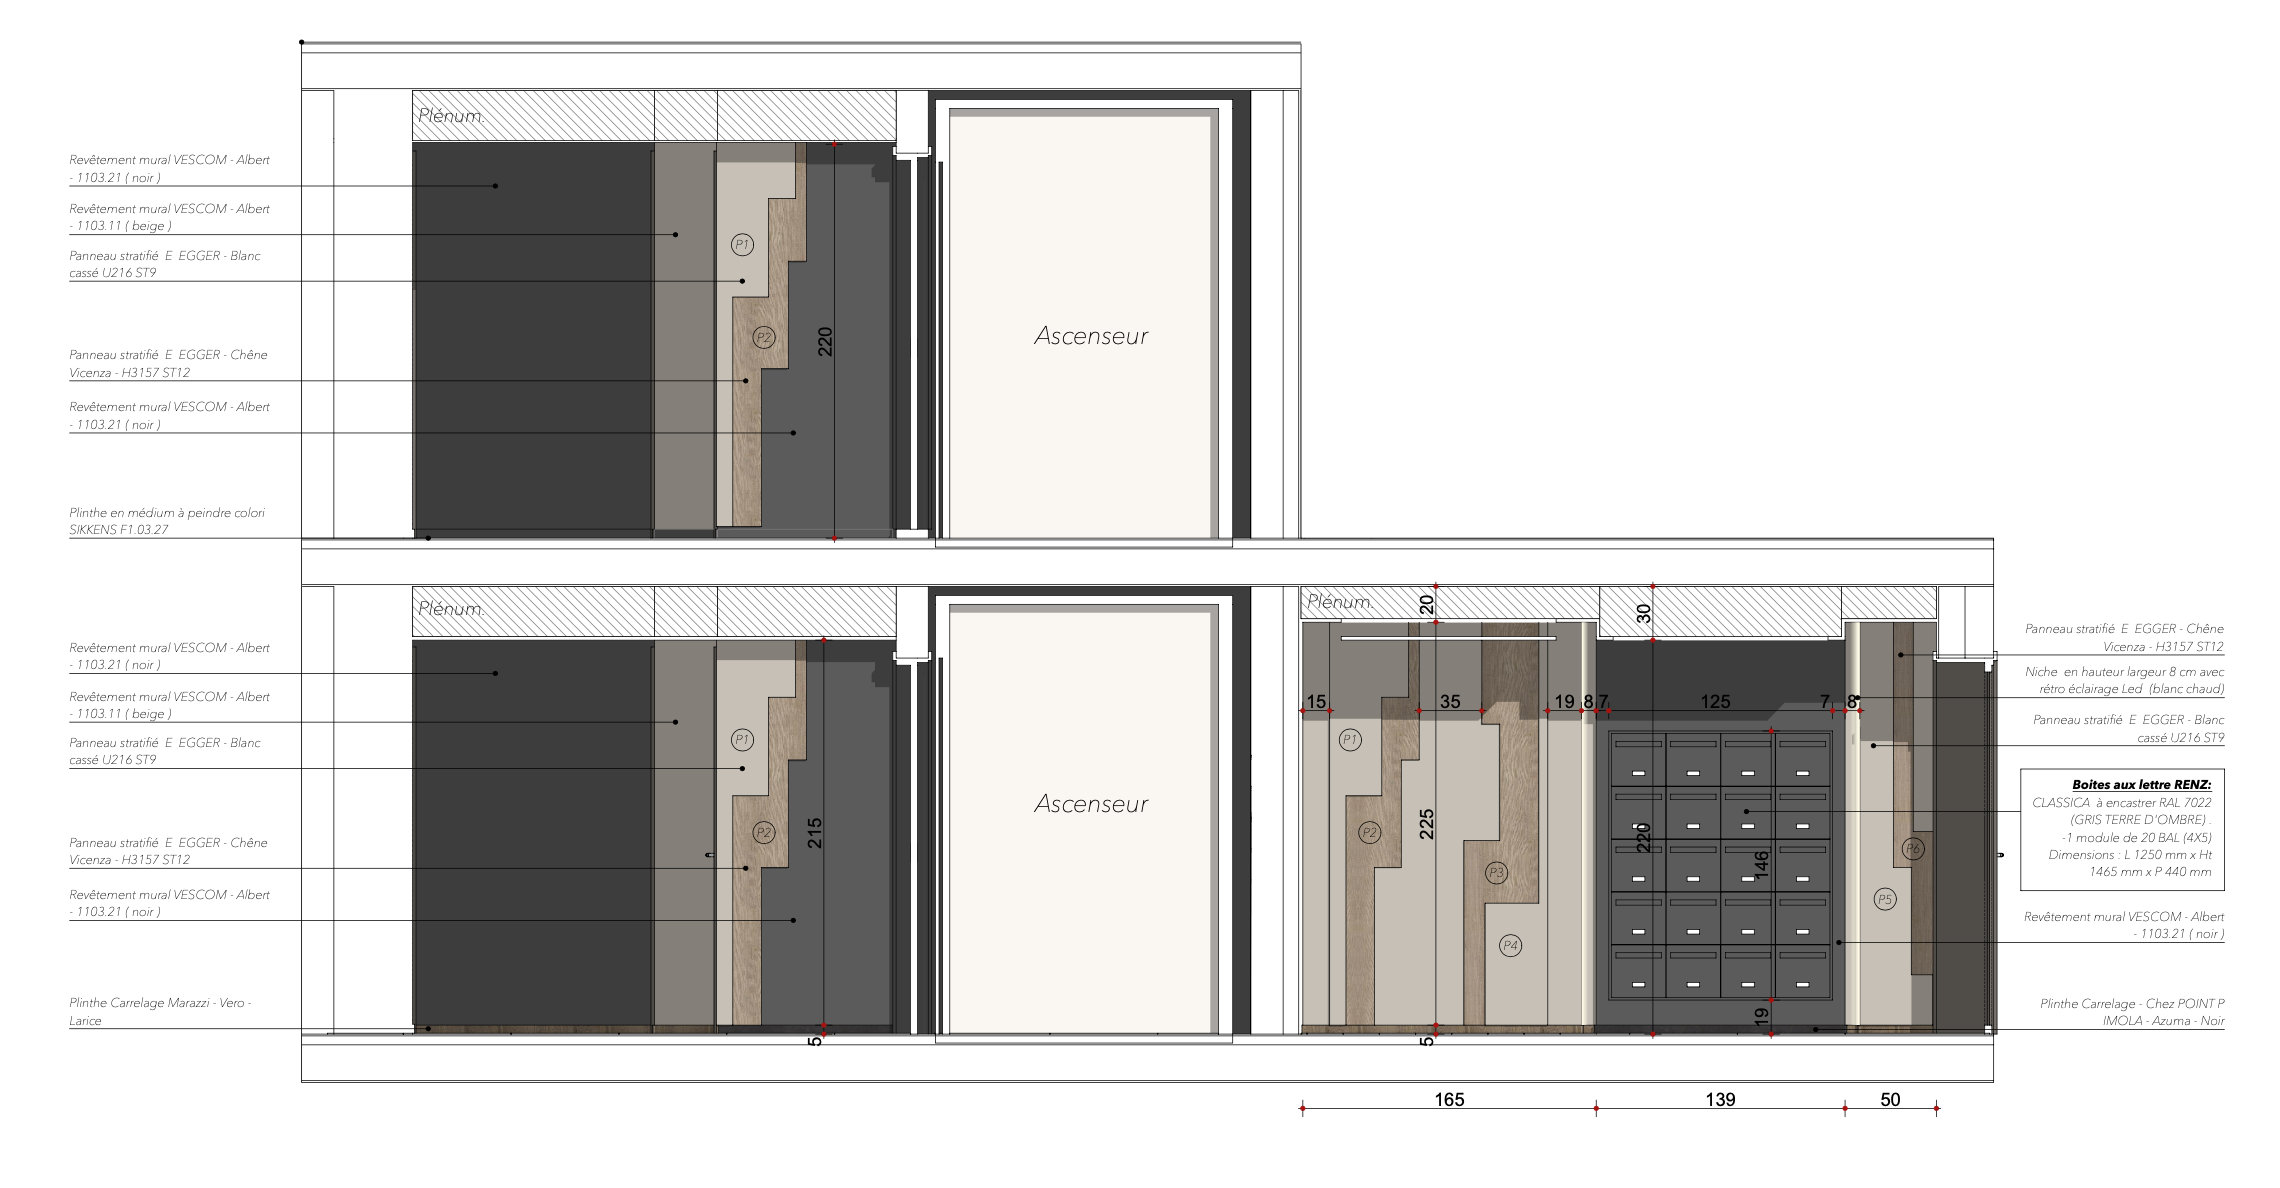 Plénum.
Revêtement mural VESCOM - Albert
- 1103.21 ( noir )
Revêtement mural VESCOM - Albert
- 1103.11 ( beige )
Panneau stratifié  E  EGGER - Blanc
cassé U216 ST9
Panneau stratifié  E  EGGER - Chêne
Vicenza - H3157 ST12
Revêtement mural VESCOM - Albert
- 1103.21 ( noir )
Plinthe en médium à peindre colori
SIKKENS F1.03.27
P1
P2
220
Ascenseur
Plénum.
Revêtement mural VESCOM - Albert
- 1103.21 ( noir )
Revêtement mural VESCOM - Albert
- 1103.11 ( beige )
Panneau stratifié  E  EGGER - Blanc
cassé U216 ST9
Panneau stratifié  E  EGGER - Chêne
Vicenza - H3157 ST12
Revêtement mural VESCOM - Albert
- 1103.21 ( noir )
Plinthe Carrelage Marazzi - Vero -
Larice
P1
P2
215
5
Ascenseur
Plénum.
20
30
15
35
19
8
7
125
7
8
P1
P2
225
P3
P4
220
146
19
5
P5
P6
165
139
50
Panneau stratifié  E  EGGER - Chêne
Vicenza - H3157 ST12
Niche  en hauteur largeur 8 cm avec
rétro éclairage Led  (blanc chaud)
Panneau stratifié  E  EGGER - Blanc
cassé U216 ST9
Boites aux lettre RENZ:
CLASSICA  à encastrer RAL 7022
(GRIS TERRE D'OMBRE) .
-1 module de 20 BAL (4X5)
Dimensions : L 1250 mm x Ht
1465 mm x P 440 mm
Revêtement mural VESCOM - Albert
- 1103.21 ( noir )
Plinthe Carrelage - Chez POINT P
IMOLA - Azuma - Noir